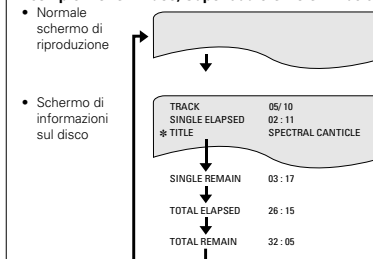 • Normale
schermo di
riproduzione
• Schermo di
informazioni
sul disco
TRACK 05/ 10
SINGLE ELAPSED 02 : 11
✽ TITLE SPECTRAL CANTICLE
SINGLE REMAIN 03 : 17
TOTAL ELAPSED 26 : 15
TOTAL REMAIN 32 : 05